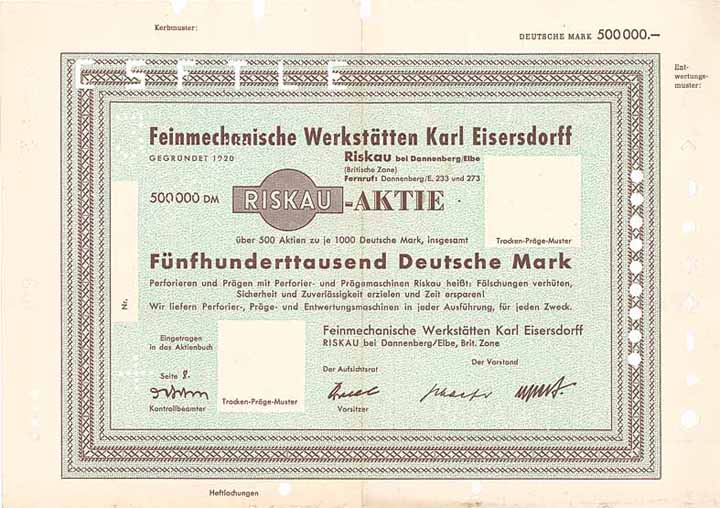 Kerbmuster:
DEUTSCHE MARK 500 000.—
Ent-
wertungs-
muster:
ESFTLE
Feinmechanische Werkstätten Karl Eisersdorff
GEGRÜNDET 1920
Riskau bei Dannenberg/Elbe
(Britische Zone)
Fernruf: Dannenberg/E. 233 und 273
500 000 DM RISKAU -AKTIE
über 500 Aktien zu je 1000 Deutsche Mark, insgesamt
Trocken-Präge-Muster
Fünfhunderttausend Deutsche Mark
Perforieren und Prägen mit Perforier- und Prägemaschinen Riskau heißt: Fälschungen verhüten,
Sicherheit und Zuverlässigkeit erzielen und Zeit ersparen!
Wir liefern Perforier-, Präge- und Entwertungsmaschinen in jeder Ausführung, für jeden Zweck.
Nr.
Feinmechanische Werkstätten Karl Eisersdorff
RISKAU bei Dannenberg/Elbe, Brit. Zone
Eingetragen
in das Aktienbuch
Seite 8.
Kontrollbeamter
Trocken-Präge-Muster
Der Aufsichtsrat
Vorsitzer
Der Vorstand
Heftlochungen